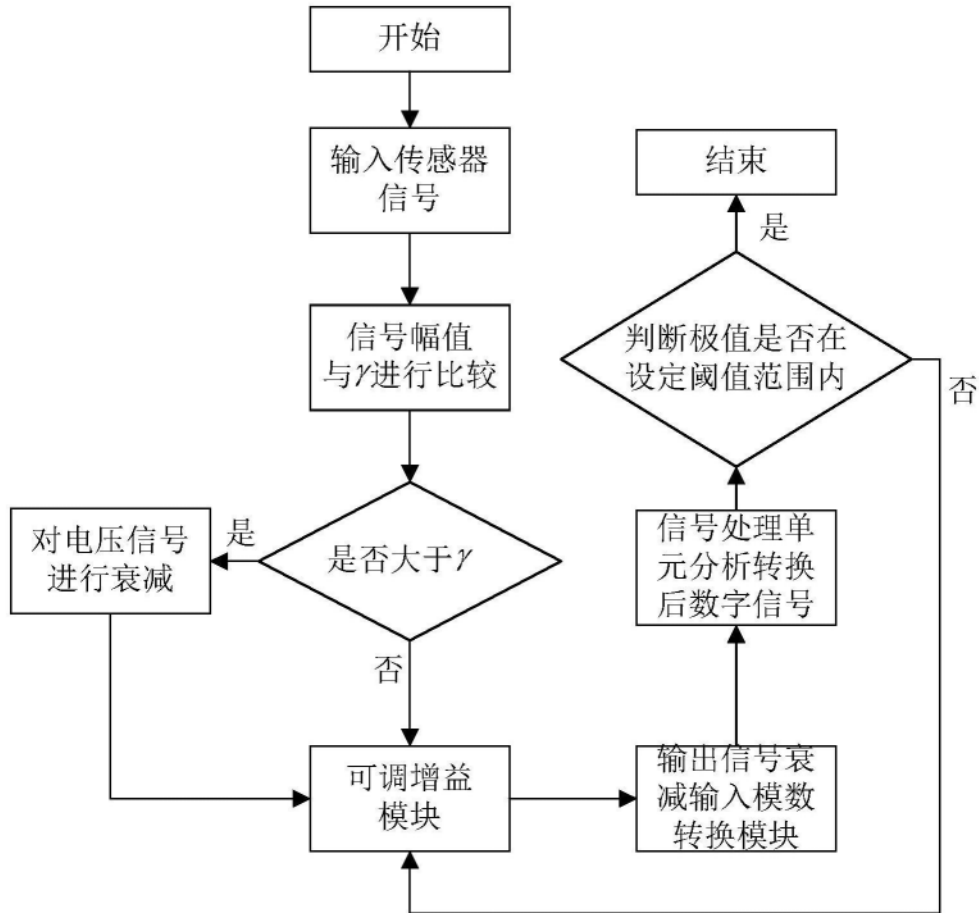 开始
输入传感器
信号
信号幅值
与γ进行比较
是否大于γ
是
对电压信号
进行衰减
否
可调增益
模块
输出信号衰
减输入模数
转换模块
信号处理单
元分析转换
后数字信号
判断极值是否在
设定阈值范围内
否
是
结束